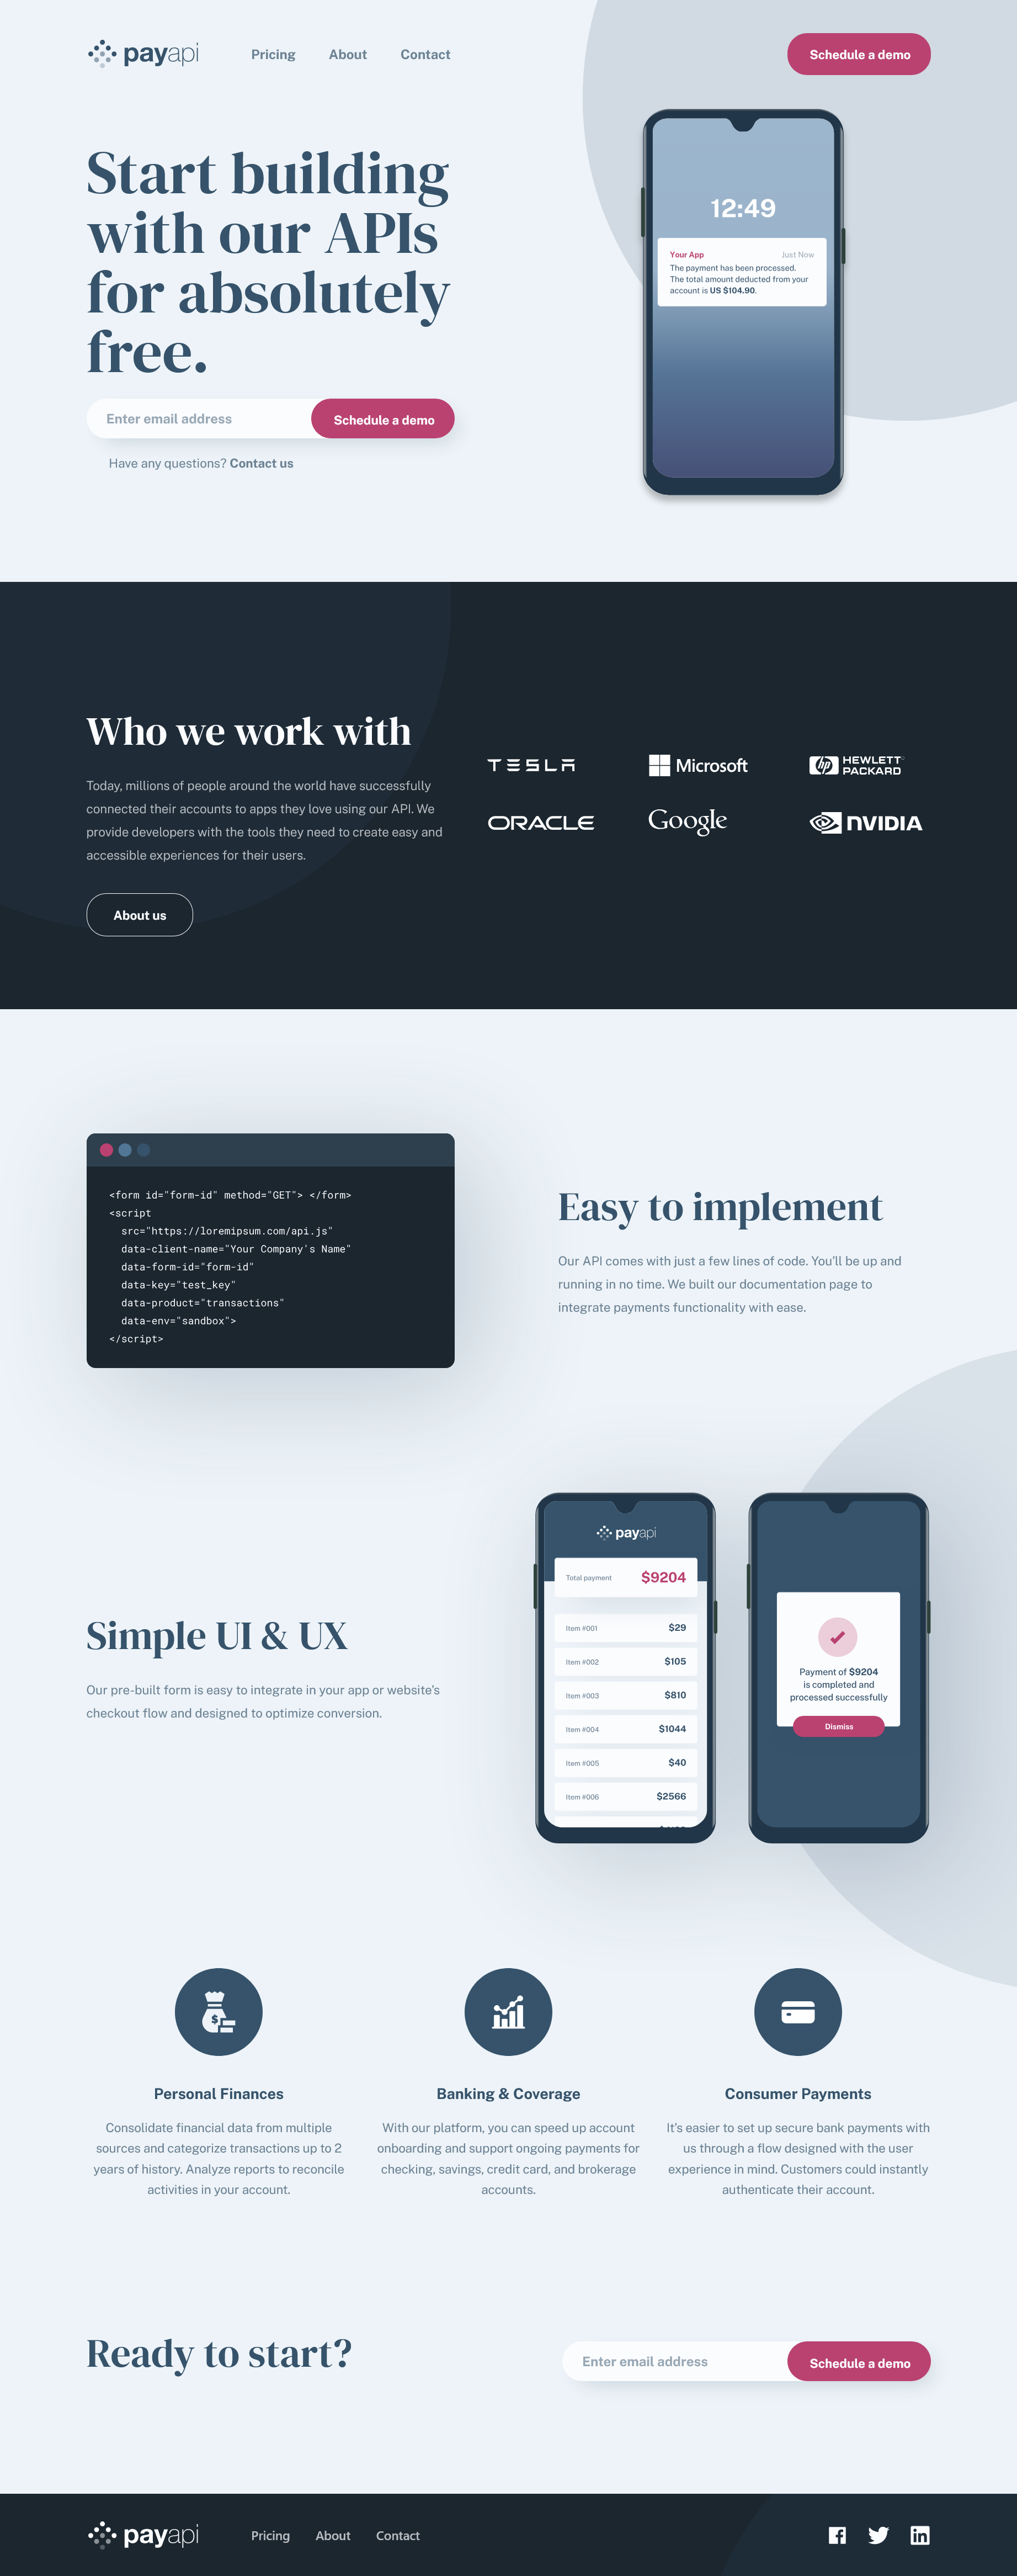 payapi
Pricing
About
Contact
Schedule a demo
Start building
with our APIs
for absolutely
free.
Enter email address
Schedule a demo
Have any questions? Contact us
12:49
Your App
Just Now
The payment has been processed.
The total amount deducted from your
account is US $104.90.
Who we work with
Today, millions of people around the world have successfully
connected their accounts to apps they love using our API. We
provide developers with the tools they need to create easy and
accessible experiences for their users.
About us
TESLA
Microsoft
hp HEWLETT
PACKARD
ORACLE
Google
NVIDIA
<form id="form-id" method="GET"> </form>
<script
src="https://loremipsum.com/api.js"
data-client-name="Your Company's Name"
data-form-id="form-id"
data-key="test_key"
data-product="transactions"
data-env="sandbox">
</script>
Easy to implement
Our API comes with just a few lines of code. You'll be up and
running in no time. We built our documentation page to
integrate payments functionality with ease.
Simple UI & UX
Our pre-built form is easy to integrate in your app or website's
checkout flow and designed to optimize conversion.
payapi
Total payment $9204
Item #001 $29
Item #002 $105
Item #003 $810
Item #004 $1044
Item #005 $40
Item #006 $2566
Payment of $9204
is completed and
processed successfully
Dismiss
Personal Finances
Consolidate financial data from multiple
sources and categorize transactions up to 2
years of history. Analyze reports to reconcile
activities in your account.
Banking & Coverage
With our platform, you can speed up account
onboarding and support ongoing payments for
checking, savings, credit card, and brokerage
accounts.
Consumer Payments
It's easier to set up secure bank payments with
us through a flow designed with the user
experience in mind. Customers could instantly
authenticate their account.
Ready to start?
Enter email address
Schedule a demo
payapi
Pricing
About
Contact